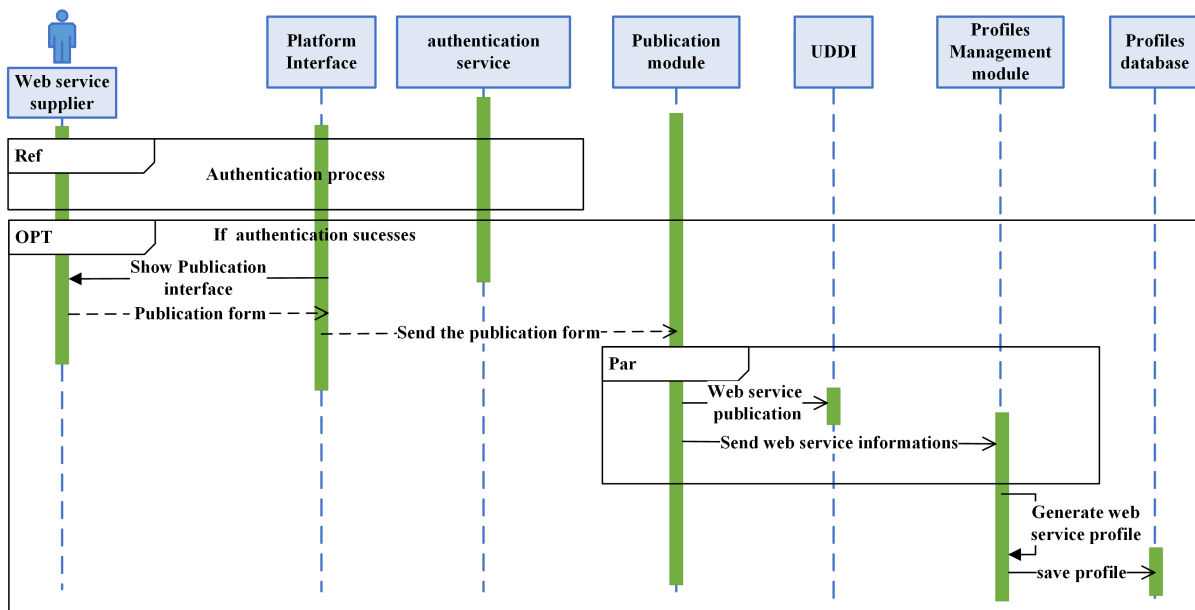 Web service
supplier
Platform
Interface
authentication
service
Publication
module
UDDI
Profiles
Management
module
Profiles
database
Ref
Authentication process
OPT
If authentication sucesses
Show Publication
interface
Publication form
Send the publication form
Par
Web service
publication
Send web service informations
Generate web
service profile
save profile